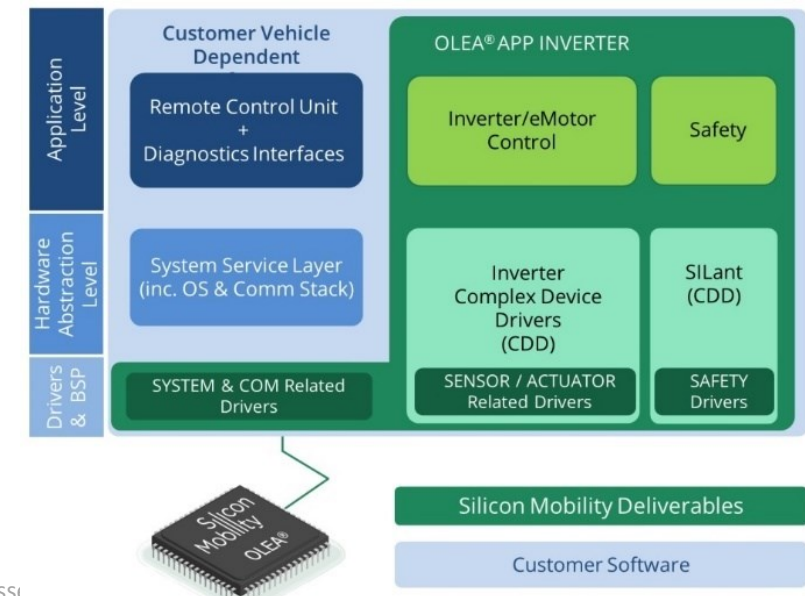 Application
Level
Hardware
Abstraction
Level
Drivers
& BSP
Customer Vehicle
Dependent
Remote Control Unit
+
Diagnostics Interfaces
System Service Layer
(inc. OS & Comm Stack)
SYSTEM & COM Related
Drivers
OLEA® APP INVERTER
Inverter/eMotor
Control
Safety
Inverter
Complex Device
Drivers
(CDD)
SILant
(CDD)
SENSOR / ACTUATOR
Related Drivers
SAFETY
Drivers
Silicon
Mobility
OLEA®
Silicon Mobility Deliverables
Customer Software